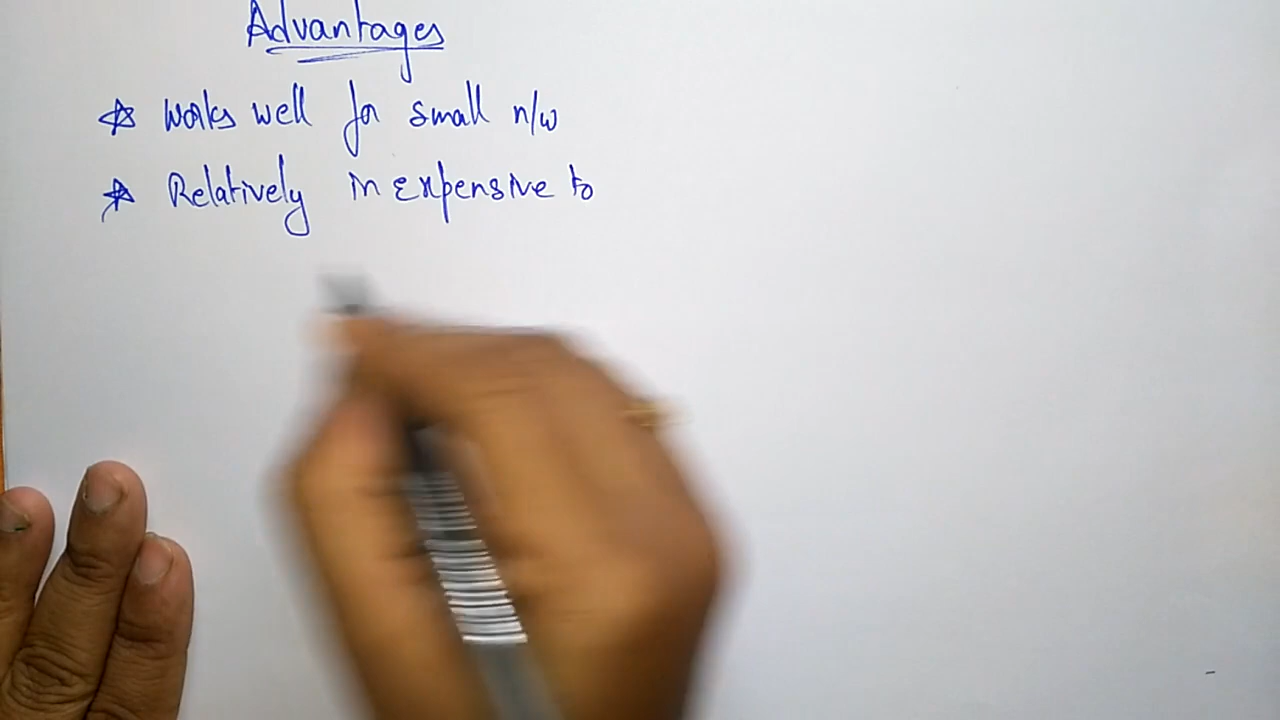 Advantages
☆ Works well for small n/w
☆ Relatively inexpensive to